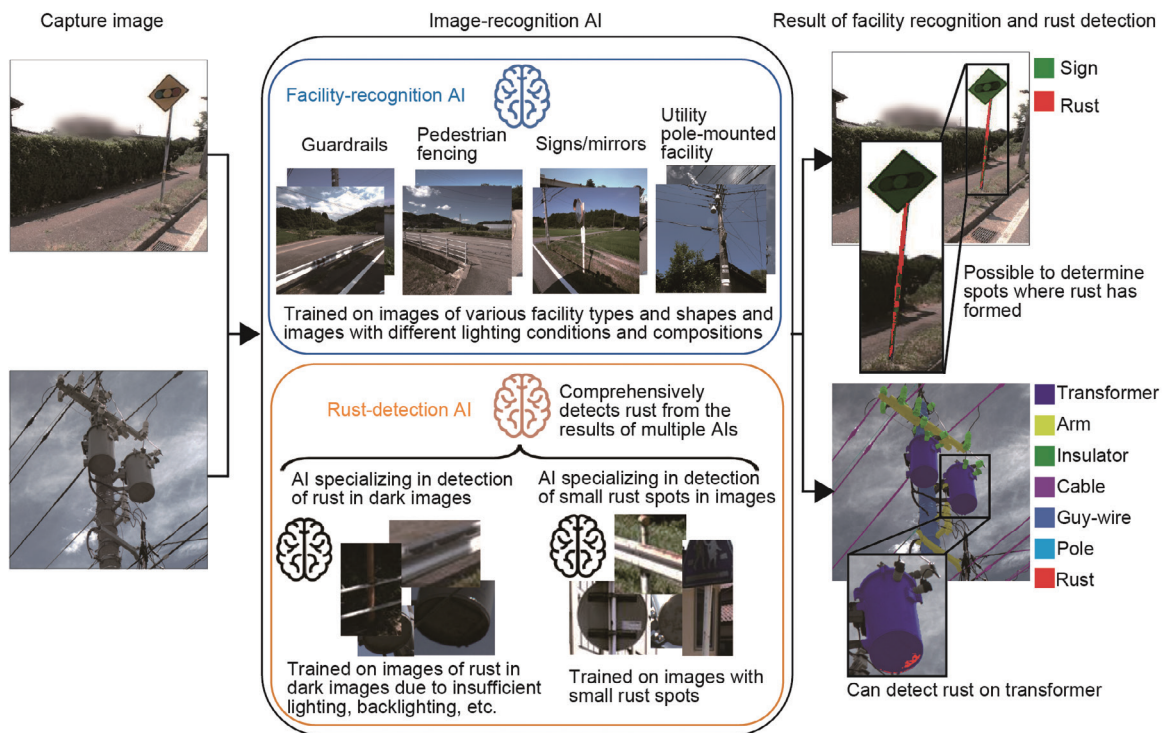 Capture image
Image-recognition AI
Result of facility recognition and rust detection
Facility-recognition AI
Guardrails
Pedestrian
fencing
Signs/mirrors
Utility
pole-mounted
facility
Trained on images of various facility types and shapes and
images with different lighting conditions and compositions
Rust-detection AI
Comprehensively
detects rust from the
results of multiple AIs
AI specializing in detection
of rust in dark images
AI specializing in detection
of small rust spots in images
Trained on images of rust in
dark images due to insufficient
lighting, backlighting, etc.
Trained on images with
small rust spots
Sign
Rust
Possible to determine
spots where rust has
formed
Transformer
Arm
Insulator
Cable
Guy-wire
Pole
Rust
Can detect rust on transformer